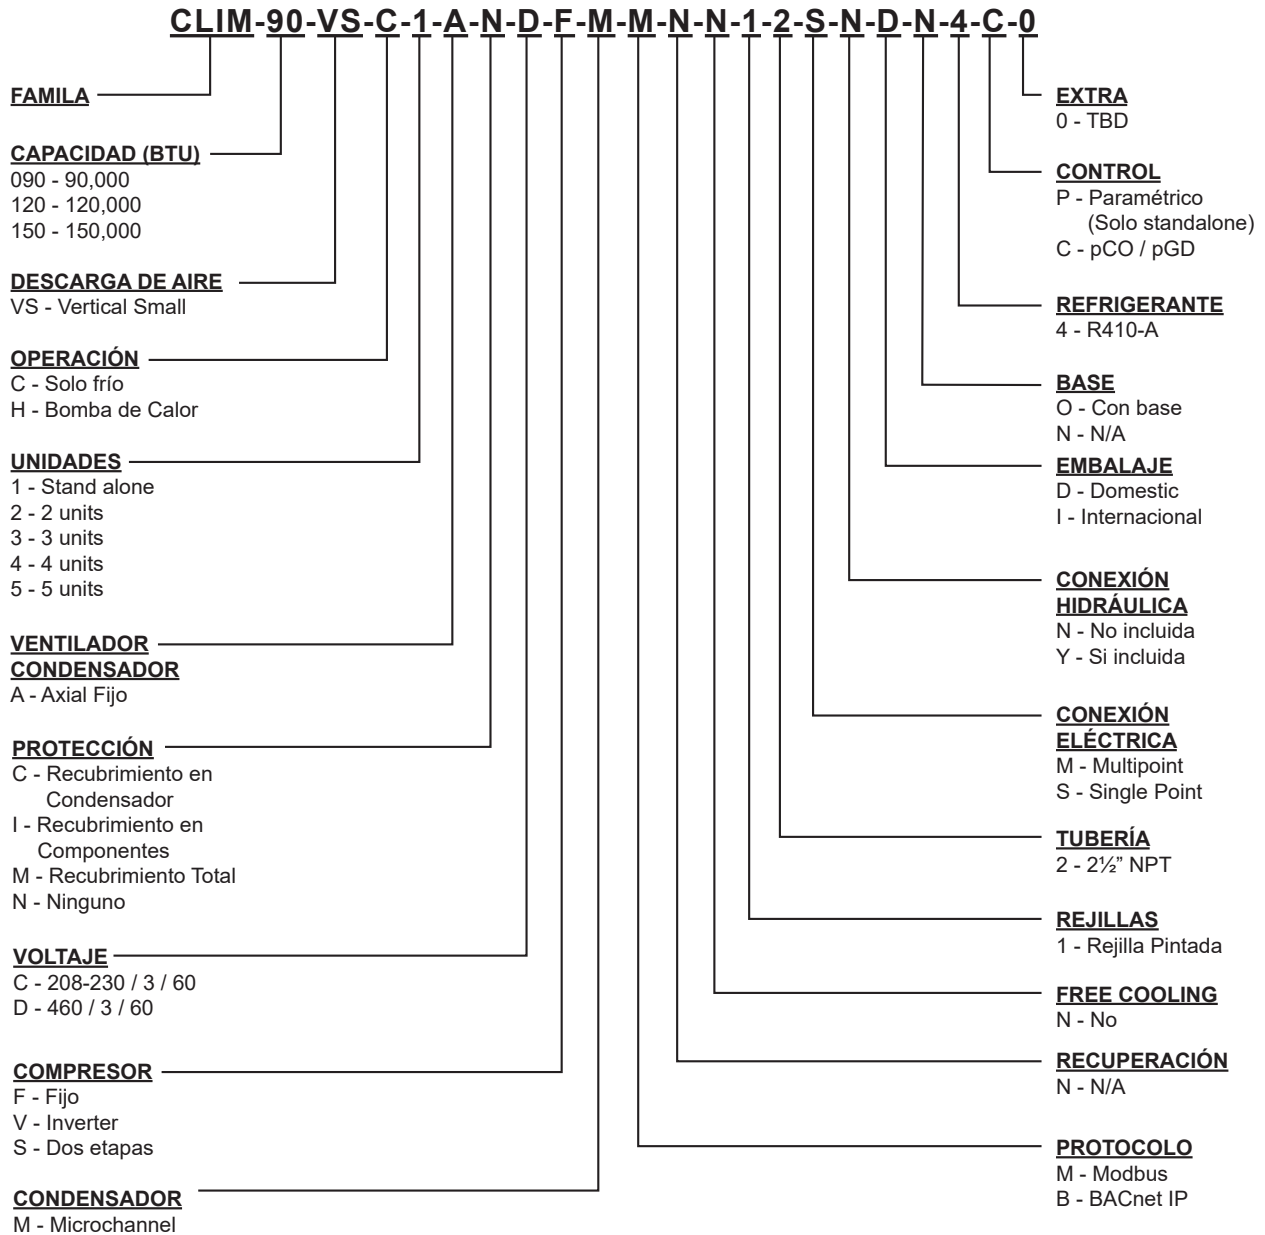 CLIM-90-VS-C-1-A-N-D-F-M-M-N-N-1-2-S-N-D-N-4-C-0
FAMILA
CAPACIDAD (BTU)
090 - 90,000
120 - 120,000
150 - 150,000
DESCARGA DE AIRE
VS - Vertical Small
OPERACIÓN
C - Solo frío
H - Bomba de Calor
UNIDADES
1 - Stand alone
2 - 2 units
3 - 3 units
4 - 4 units
5 - 5 units
VENTILADOR
CONDENSADOR
A - Axial Fijo
PROTECCIÓN
C - Recubrimiento en
Condensador
I - Recubrimiento en
Componentes
M - Recubrimiento Total
N - Ninguno
VOLTAJE
C - 208-230 / 3 / 60
D - 460 / 3 / 60
COMPRESOR
F - Fijo
V - Inverter
S - Dos etapas
CONDENSADOR
M - Microchannel
EXTRA
0 - TBD
CONTROL
P - Paramétrico
(Solo standalone)
C - pCO / pGD
REFRIGERANTE
4 - R410-A
BASE
O - Con base
N - N/A
EMBALAJE
D - Domestic
I - Internacional
CONEXIÓN
HIDRÁULICA
N - No incluida
Y - Si incluida
CONEXIÓN
ELÉCTRICA
M - Multipoint
S - Single Point
TUBERÍA
2 - 2½” NPT
REJILLAS
1 - Rejilla Pintada
FREE COOLING
N - No
RECUPERACIÓN
N - N/A
PROTOCOLO
M - Modbus
B - BACnet IP